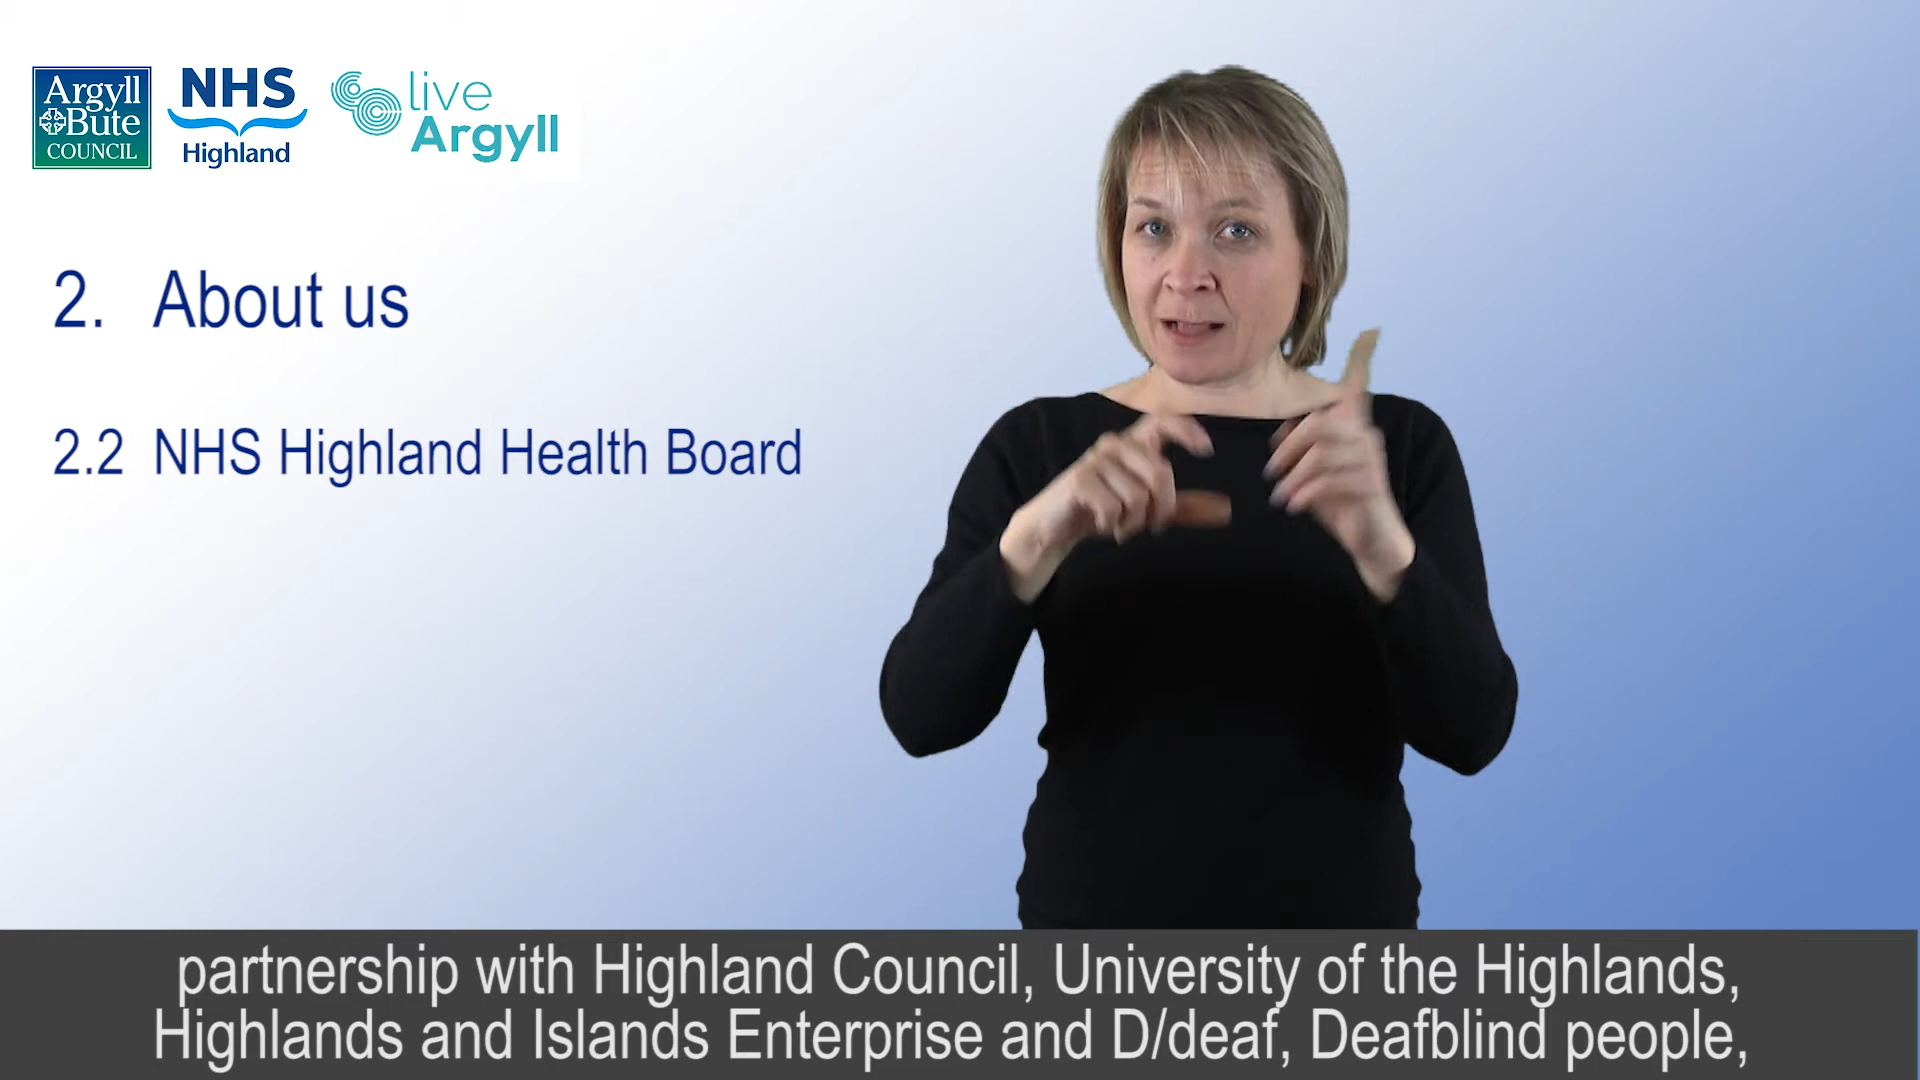 Argyll
Bute
COUNCIL
NHS
Highland
live
Argyll
2. About us
2.2 NHS Highland Health Board
partnership with Highland Council, University of the Highlands,
Highlands and Islands Enterprise and D/deaf, Deafblind people,